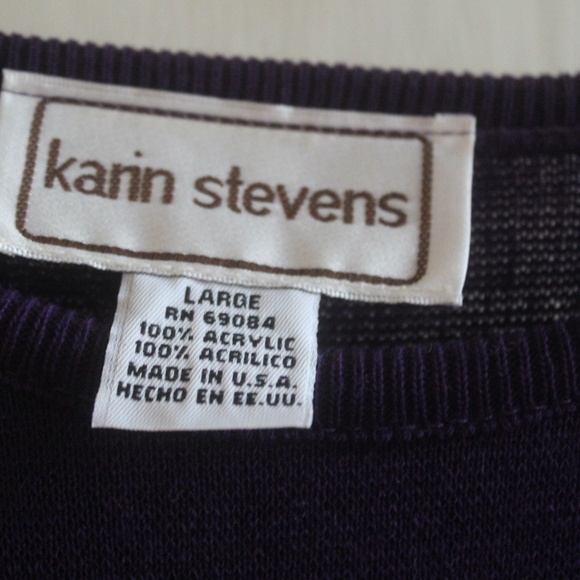 karin stevens
LARGE
RN 69084
100% ACRYLIC
100% ACRILICO
MADE IN U.S.A.
HECHO EN EE.UU.